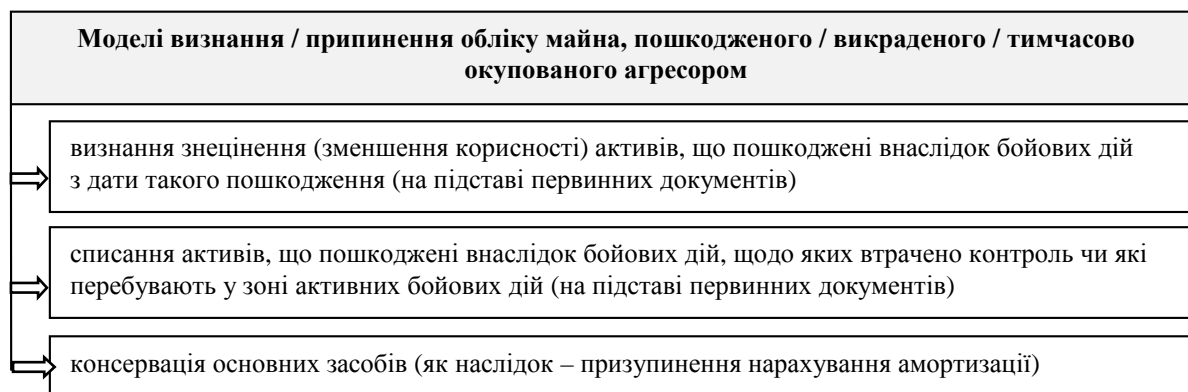 Моделі визнання / припинення обліку майна, пошкодженого / викраденого / тимчасово
окупованого агресором
визнання знецінення (зменшення корисності) активів, що пошкоджені внаслідок бойових дій
з дати такого пошкодження (на підставі первинних документів)
списання активів, що пошкоджені внаслідок бойових дій, щодо яких втрачено контроль чи які
перебувають у зоні активних бойових дій (на підставі первинних документів)
консервація основних засобів (як наслідок – призупинення нарахування амортизації)